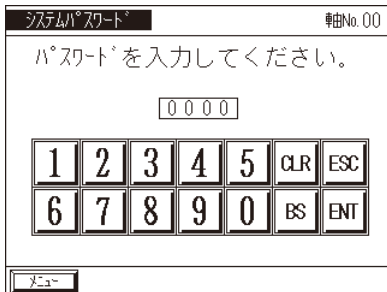 システムパスワード 軸No.00
パスワードを入力してください。
0000
1 2 3 4 5 CLR ESC
6 7 8 9 0 BS ENT
メニュー